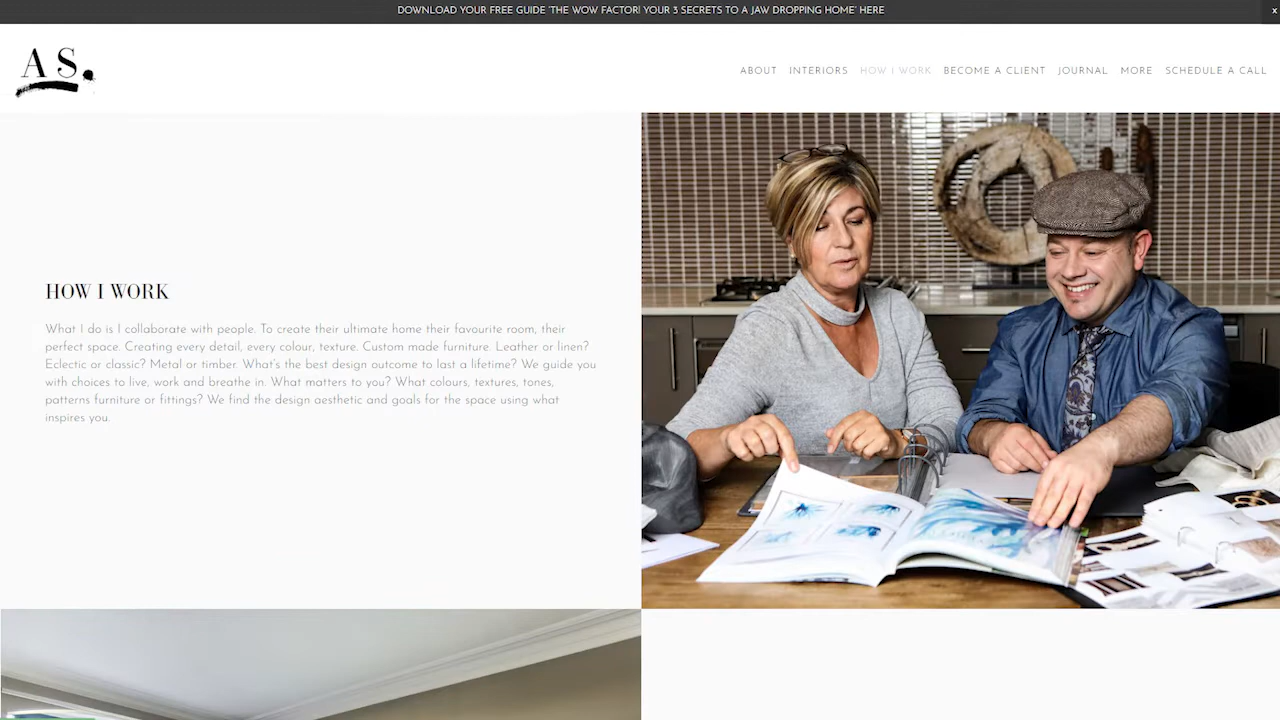 DOWNLOAD YOUR FREE GUIDE 'THE WOW FACTOR! YOUR 3 SECRETS TO A JAW DROPPING HOME' HERE
x
A S.
ABOUT INTERIORS HOW I WORK BECOME A CLIENT JOURNAL MORE SCHEDULE A CALL
HOW I WORK
What I do is I collaborate with people. To create their ultimate home their favourite room, their
perfect space. Creating every detail, every colour, texture. Custom made furniture. Leather or linen?
Eclectic or classic? Metal or timber. What's the best design outcome to last a lifetime? We guide you
with choices to live, work and breathe in. What matters to you? What colours, textures, tones,
patterns furniture or fittings? We find the design aesthetic and goals for the space using what
inspires you.